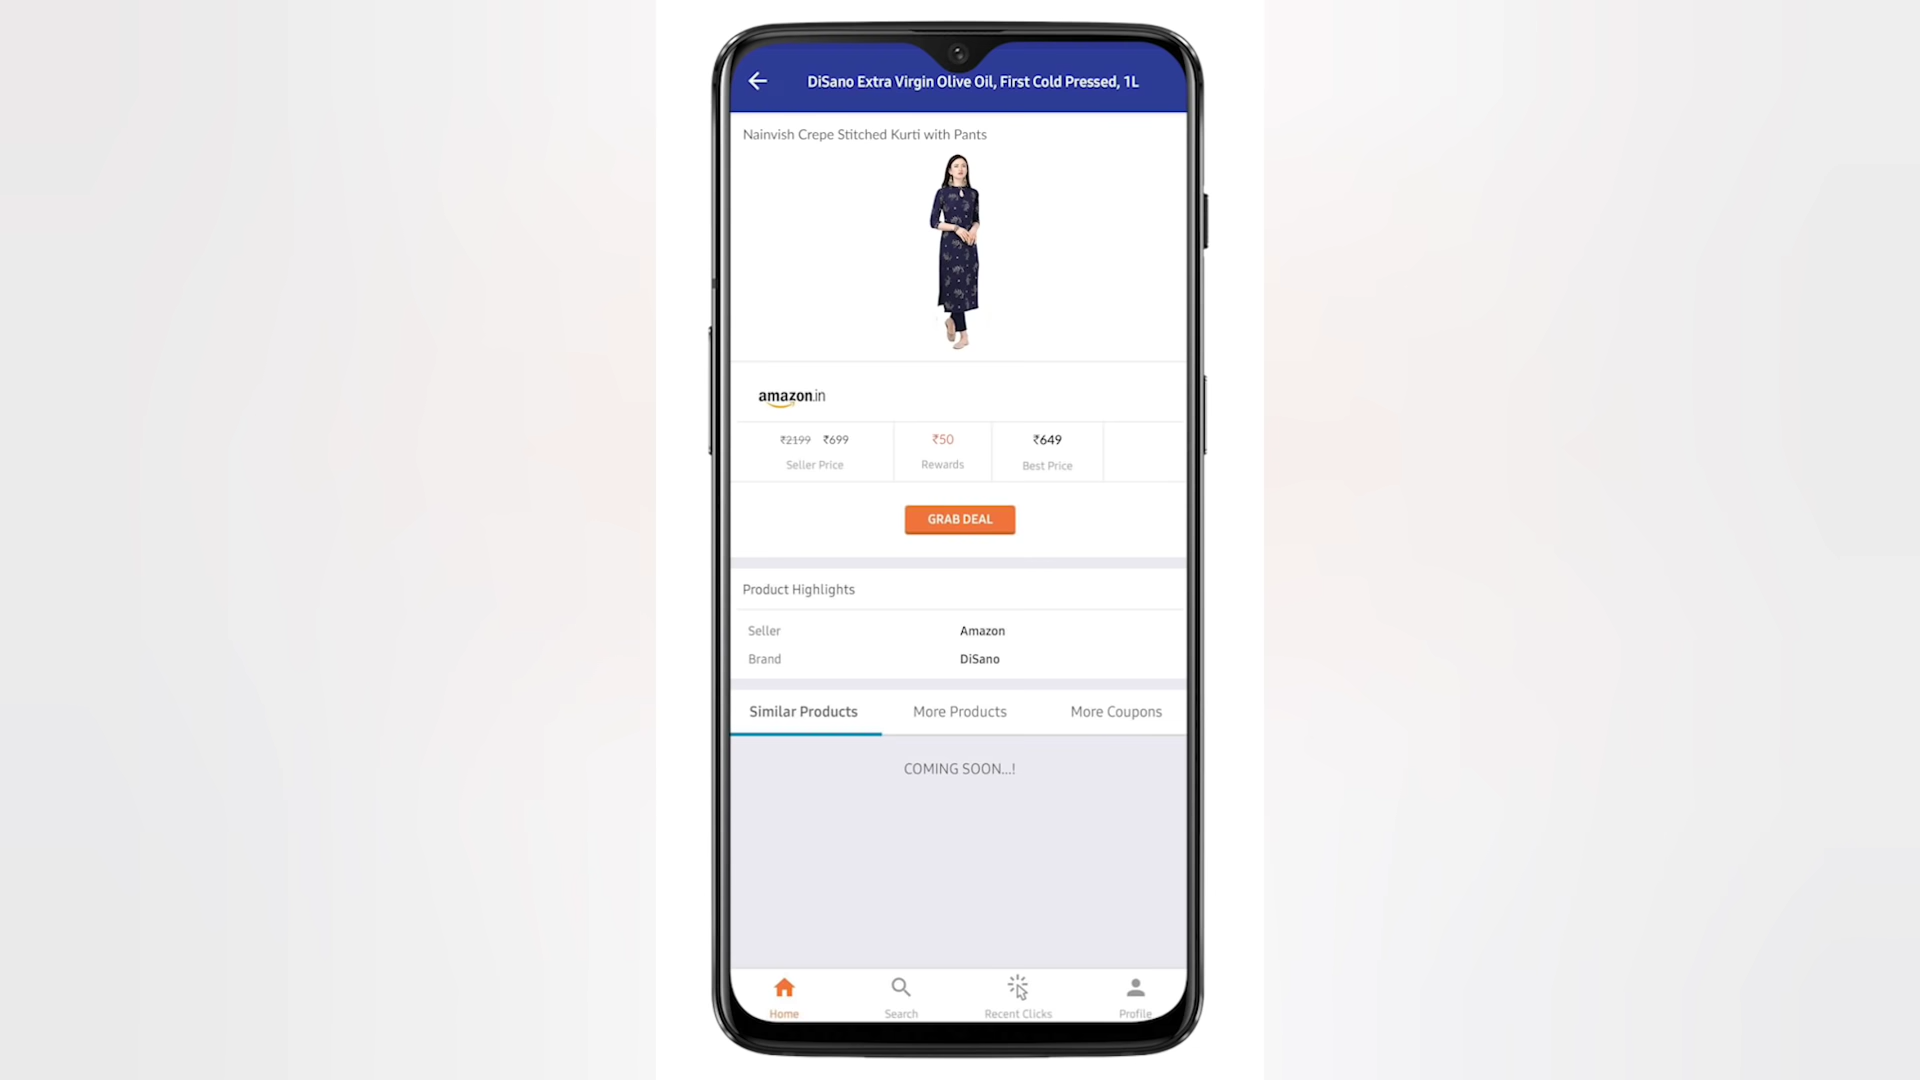 DiSano Extra Virgin Olive Oil, First Cold Pressed, 1L
Nainvish Crepe Stitched Kurti with Pants
amazon.in
₹2199 ₹699 ₹50 ₹649
Seller Price Rewards Best Price
GRAB DEAL
Product Highlights
Seller Amazon
Brand DiSano
Similar Products More Products More Coupons
COMING SOON...!
Home Search Recent Clicks Profile